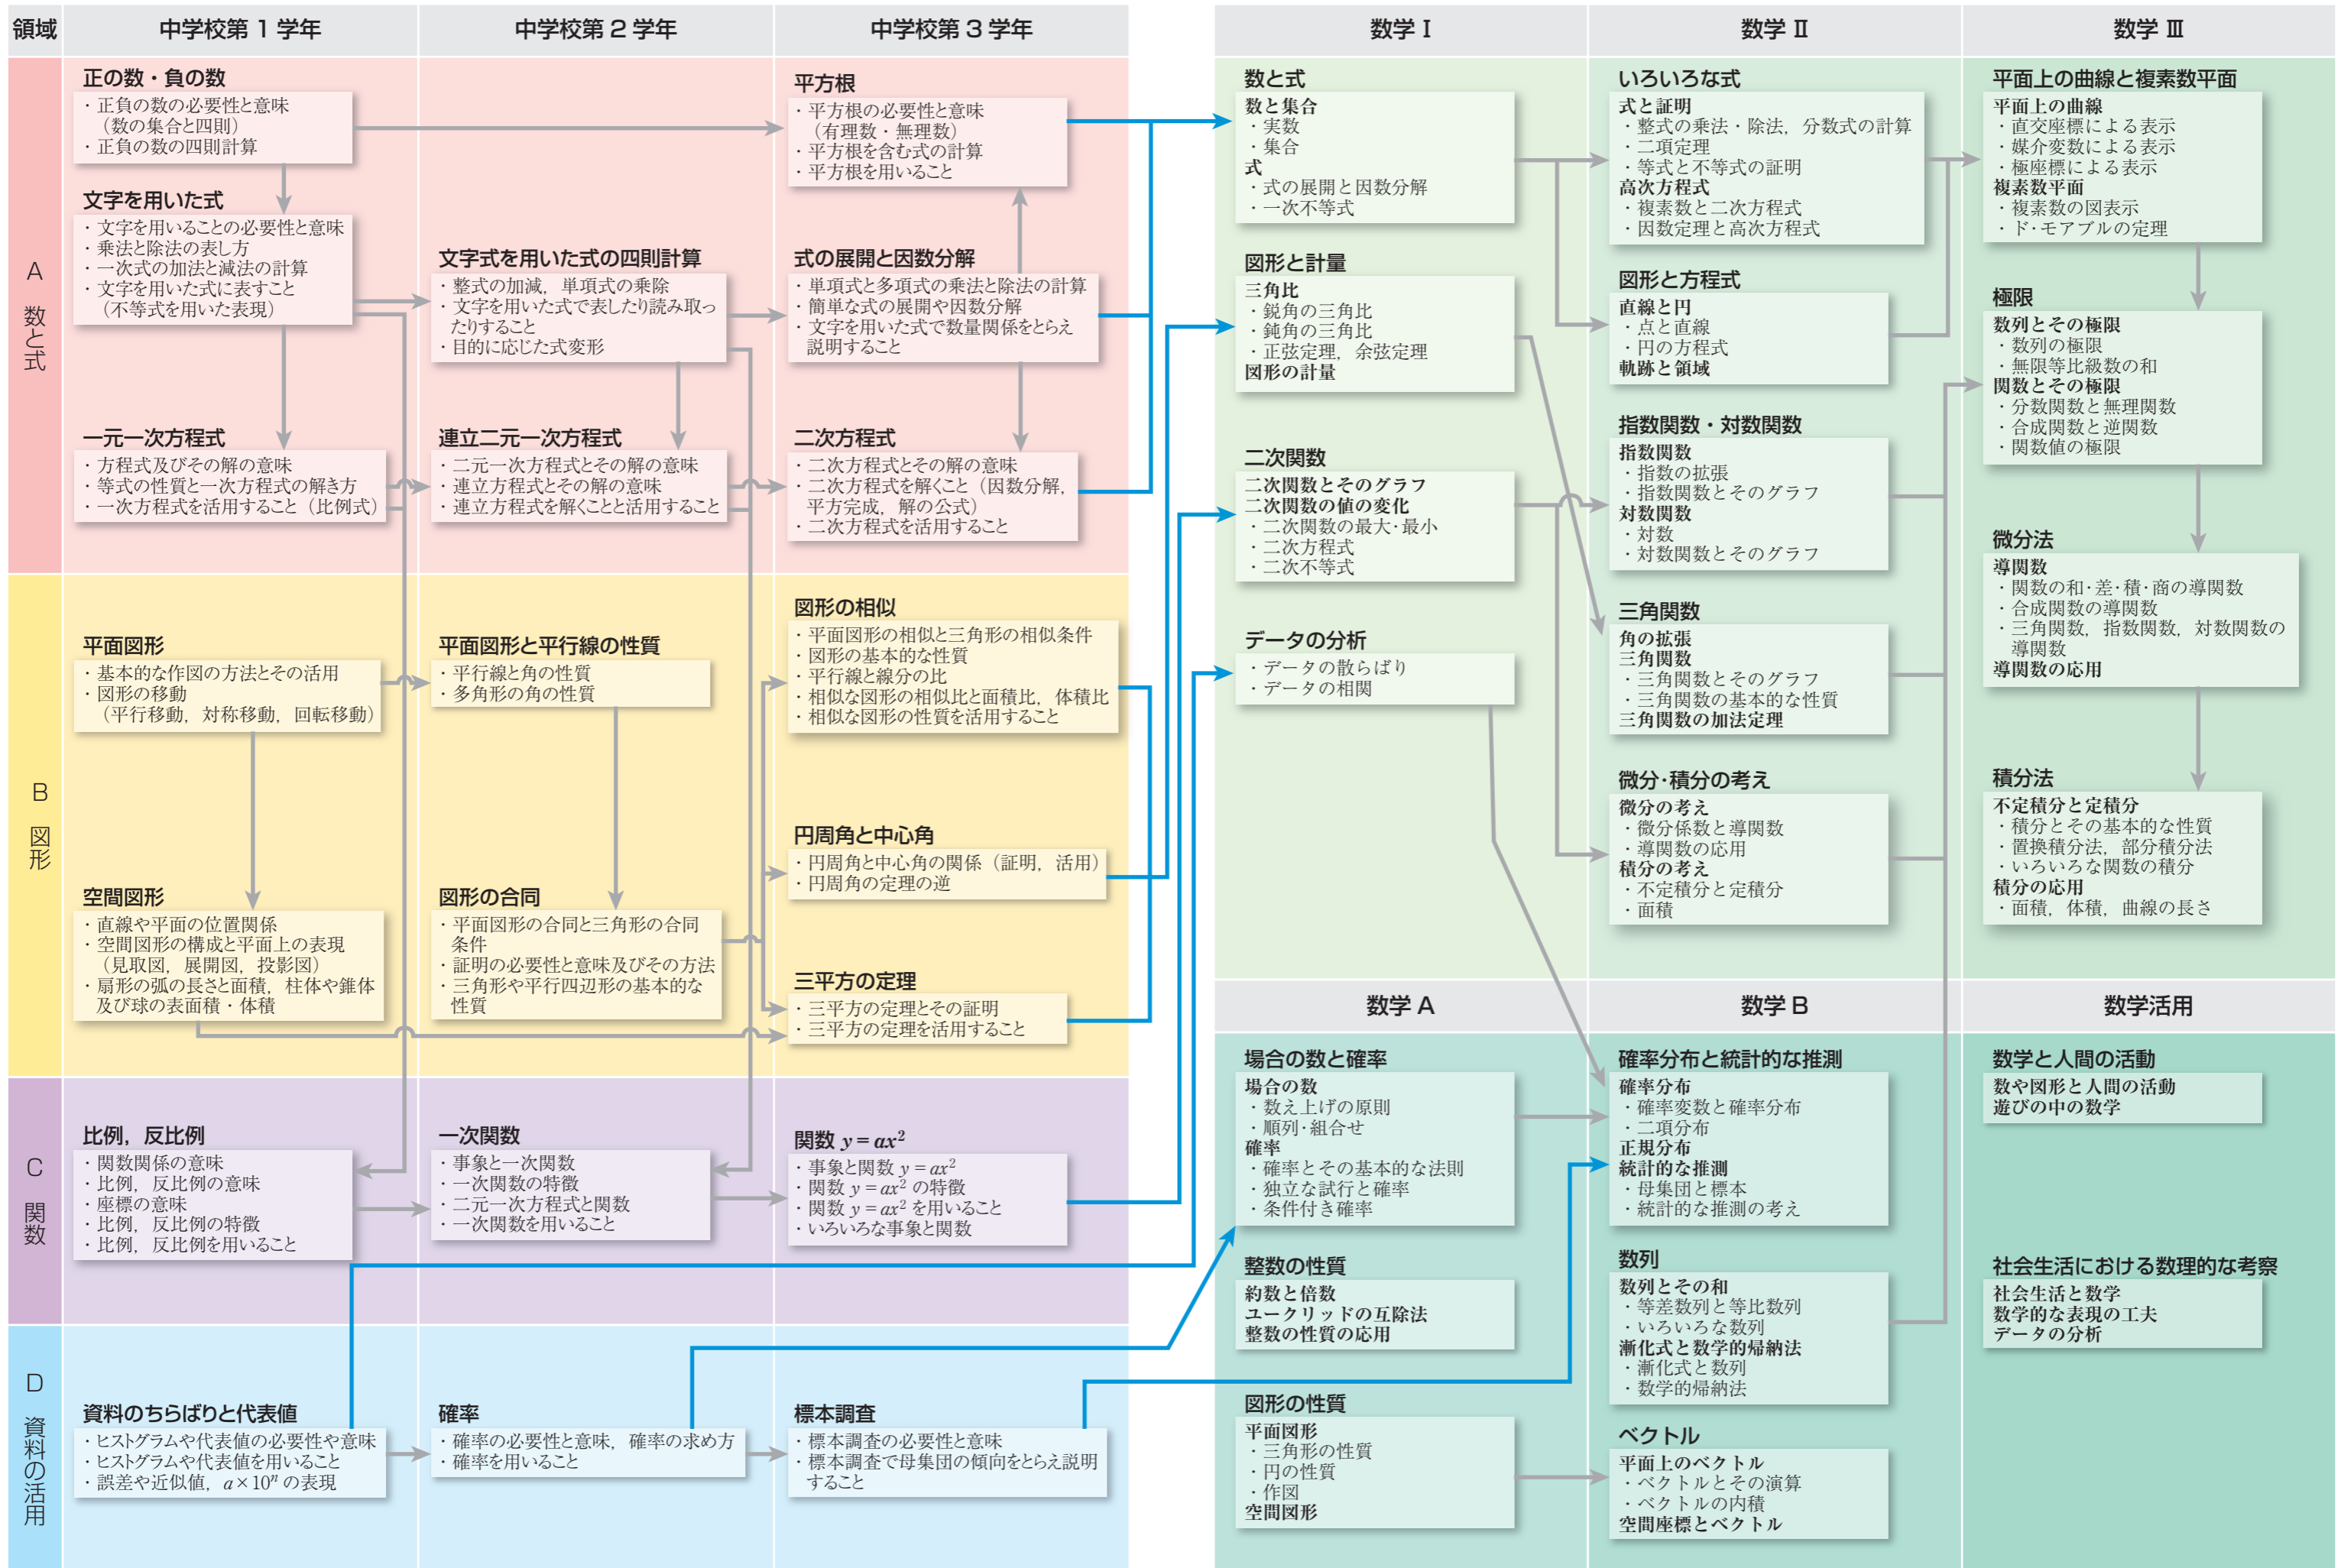 領域
中学校第 1 学年
中学校第 2 学年
中学校第 3 学年
A 数と式
正の数・負の数
・正負の数の必要性と意味
（数の集合と四則）
・正負の数の四則計算
文字を用いた式
・文字を用いることの必要性と意味
・乗法と除法の表し方
・一次式の加法と減法の計算
・文字を用いた式に表すこと
（不等式を用いた表現）
一元一次方程式
・方程式及びその解の意味
・等式の性質と一次方程式の解き方
・一次方程式を活用すること（比例式）
文字式を用いた式の四則計算
・整式の加減，単項式の乗除
・文字を用いた式で表したり読み取っ
たりすること
・目的に応じた式変形
連立二元一次方程式
・二元一次方程式とその解の意味
・連立方程式とその解の意味
・連立方程式を解くことと活用すること
平方根
・平方根の必要性と意味
（有理数・無理数）
・平方根を含む式の計算
・平方根を用いること
式の展開と因数分解
・単項式と多項式の乗法と除法の計算
・簡単な式の展開や因数分解
・文字を用いた式で数量関係をとらえ
説明すること
二次方程式
・二次方程式とその解の意味
・二次方程式を解くこと（因数分解，
平方完成，解の公式）
・二次方程式を活用すること
B 図形
平面図形
・基本的な作図の方法とその活用
・図形の移動
（平行移動，対称移動，回転移動）
空間図形
・直線や平面の位置関係
・空間図形の構成と平面上の表現
（見取図，展開図，投影図）
・扇形の弧の長さと面積，柱体や錐体
及び球の表面積・体積
平面図形と平行線の性質
・平行線と角の性質
・多角形の角の性質
図形の合同
・平面図形の合同と三角形の合同
条件
・証明の必要性と意味及びその方法
・三角形や平行四辺形の基本的な
性質
図形の相似
・平面図形の相似と三角形の相似条件
・図形の基本的な性質
・平行線と線分の比
・相似な図形の相似比と面積比，体積比
・相似な図形の性質を活用すること
円周角と中心角
・円周角と中心角の関係（証明，活用）
・円周角の定理の逆
三平方の定理
・三平方の定理とその証明
・三平方の定理を活用すること
C 関数
比例，反比例
・関数関係の意味
・比例，反比例の意味
・座標の意味
・比例，反比例の特徴
・比例，反比例を用いること
一次関数
・事象と一次関数
・一次関数の特徴
・二元一次方程式と関数
・一次関数を用いること
関数 y = ax²
・事象と関数 y = ax²
・関数 y = ax² の特徴
・関数 y = ax² を用いること
・いろいろな事象と関数
D 資料の活用
資料のちらばりと代表値
・ヒストグラムや代表値の必要性や意味
・ヒストグラムや代表値を用いること
・誤差や近似値，a × 10ⁿ の表現
確率
・確率の必要性と意味，確率の求め方
・確率を用いること
標本調査
・標本調査の必要性と意味
・標本調査で母集団の傾向をとらえ説明
すること
数学 Ⅰ
数学 Ⅱ
数学 Ⅲ
数と式
数と集合
・実数
・集合
式
・式の展開と因数分解
・一次不等式
図形と計量
三角比
・鋭角の三角比
・鈍角の三角比
・正弦定理，余弦定理
図形の計量
二次関数
二次関数とそのグラフ
二次関数の値の変化
・二次関数の最大・最小
・二次方程式
・二次不等式
データの分析
・データの散らばり
・データの相関
いろいろな式
式と証明
・整式の乗法・除法，分数式の計算
・二項定理
・等式と不等式の証明
高次方程式
・複素数と二次方程式
・因数定理と高次方程式
図形と方程式
直線と円
・点と直線
・円の方程式
軌跡と領域
指数関数・対数関数
指数関数
・指数の拡張
・指数関数とそのグラフ
対数関数
・対数
・対数関数とそのグラフ
三角関数
角の拡張
三角関数
・三角関数とそのグラフ
・三角関数の基本的な性質
三角関数の加法定理
微分・積分の考え
微分の考え
・微分係数と導関数
・導関数の応用
積分の考え
・不定積分と定積分
・面積
平面上の曲線と複素数平面
平面上の曲線
・直交座標による表示
・媒介変数による表示
・極座標による表示
複素数平面
・複素数の図表示
・ド・モアブルの定理
極限
数列とその極限
・数列の極限
・無限等比級数の和
関数とその極限
・分数関数と無理関数
・合成関数と逆関数
・関数値の極限
微分法
導関数
・関数の和・差・積・商の導関数
・合成関数の導関数
・三角関数，指数関数，対数関数の
導関数
導関数の応用
積分法
不定積分と定積分
・積分とその基本的な性質
・置換積分法，部分積分法
・いろいろな関数の積分
積分の応用
・面積，体積，曲線の長さ
数学 A
数学 B
数学活用
場合の数と確率
場合の数
・数え上げの原則
・順列・組合せ
確率
・確率とその基本的な法則
・独立な試行と確率
・条件付き確率
整数の性質
約数と倍数
ユークリッドの互除法
整数の性質の応用
図形の性質
平面図形
・三角形の性質
・円の性質
・作図
空間図形
確率分布と統計的な推測
確率分布
・確率変数と確率分布
・二項分布
正規分布
統計的な推測
・母集団と標本
・統計的な推測の考え
数列
数列とその和
・等差数列と等比数列
・いろいろな数列
漸化式と数学的帰納法
・漸化式と数列
・数学的帰納法
ベクトル
平面上のベクトル
・ベクトルとその演算
・ベクトルの内積
空間座標とベクトル
数学と人間の活動
数や図形と人間の活動
遊びの中の数学
社会生活における数理的な考察
社会生活と数学
数学的な表現の工夫
データの分析